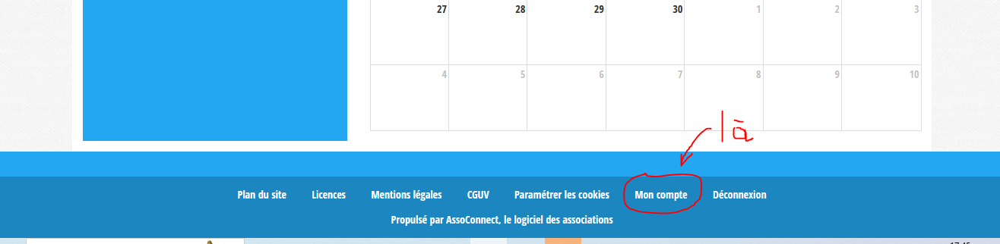 27 28 29 30 1 2 3
4 5 6 7 8 9 10
là
Plan du site Licences Mentions légales CGUV Paramétrer les cookies Mon compte Déconnexion
Propulsé par AssoConnect, le logiciel des associations